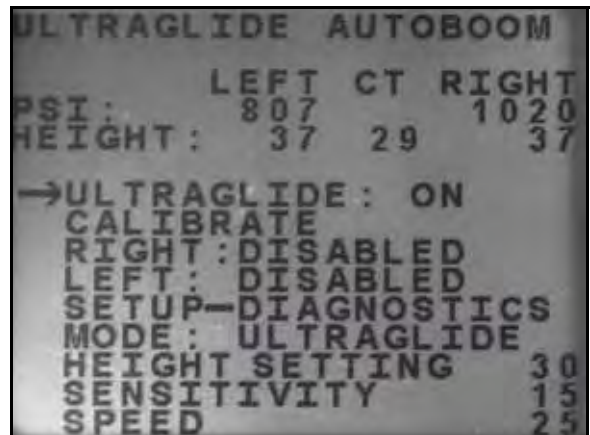 ULTRAGLIDE AUTOBOOM
LEFT CT RIGHT
PSI: 807 1020
HEIGHT: 37 29 37
→ULTRAGLIDE: ON
CALIBRATE
RIGHT:DISABLED
LEFT: DISABLED
SETUP-DIAGNOSTICS
MODE: ULTRAGLIDE
HEIGHT SETTING 30
SENSITIVITY 15
SPEED 25